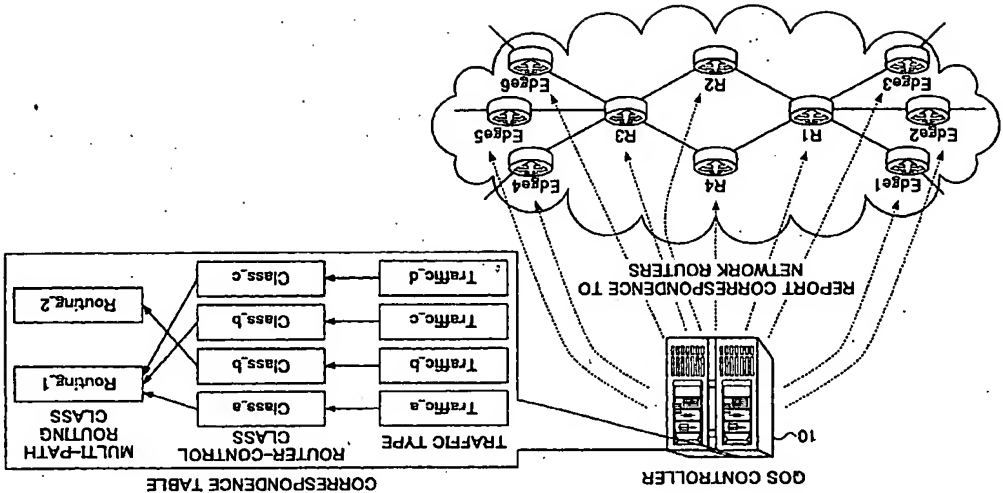 QOS CONTROLLER
10
CORRESPONDENCE TABLE
TRAFFIC TYPE
ROUTER-CONTROL
CLASS
MULTI-PATH
ROUTING
CLASS
Traffic_a
Class_a
Routing_1
Traffic_b
Class_b
Traffic_c
Class_b
Routing_2
Traffic_d
Class_c
REPORT CORRESPONDENCE TO
NETWORK ROUTERS
Edge1
R4
Edge4
Edge2
R1
R3
Edge5
Edge3
R2
Edge6